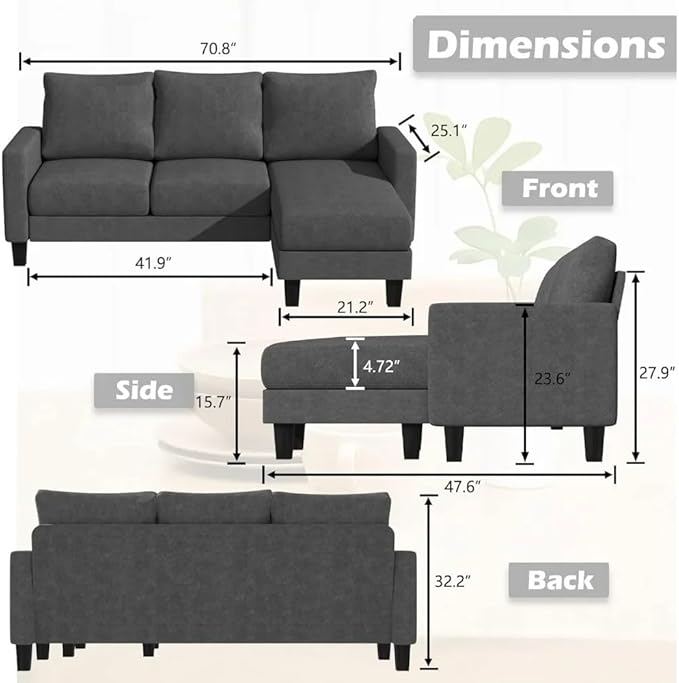 Dimensions
70.8"
25.1"
Front
41.9"
21.2"
4.72"
23.6"
27.9"
Side
15.7"
47.6"
32.2"
Back